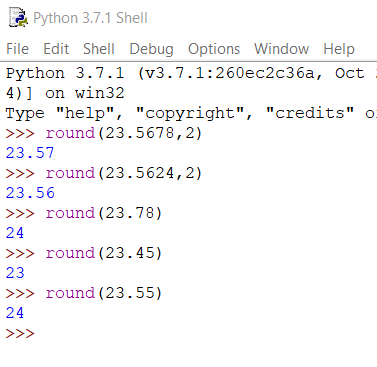 Python 3.7.1 Shell
File Edit Shell Debug Options Window Help
Python 3.7.1 (v3.7.1:260ec2c36a, Oct
4)] on win32
Type "help", "copyright", "credits" o
>>> round(23.5678,2)
23.57
>>> round(23.5624,2)
23.56
>>> round(23.78)
24
>>> round(23.45)
23
>>> round(23.55)
24
>>>